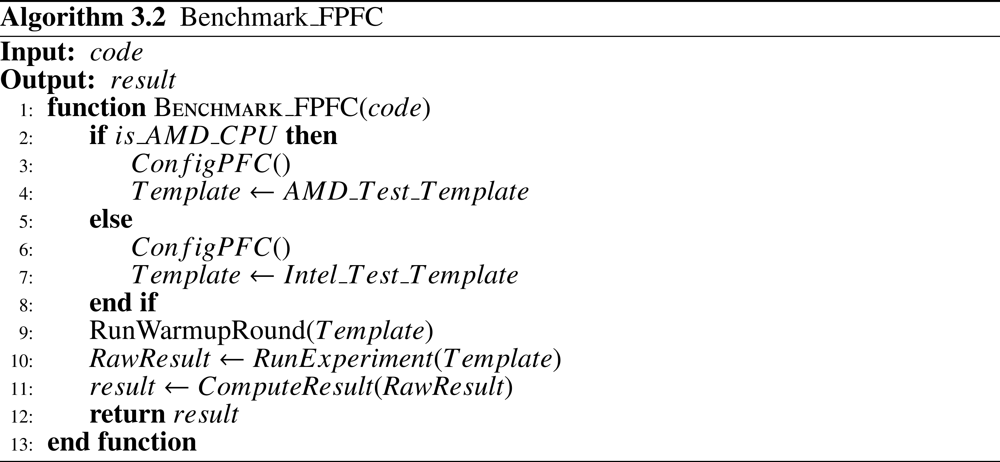 Algorithm 3.2 Benchmark_FPFC
Input: code
Output: result
1: function BENCHMARK_FPFC(code)
2: if is_AMD_CPU then
3: ConfigPFC()
4: Template ← AMD_Test_Template
5: else
6: ConfigPFC()
7: Template ← Intel_Test_Template
8: end if
9: RunWarmupRound(Template)
10: RawResult ← RunExperiment(Template)
11: result ← ComputeResult(RawResult)
12: return result
13: end function